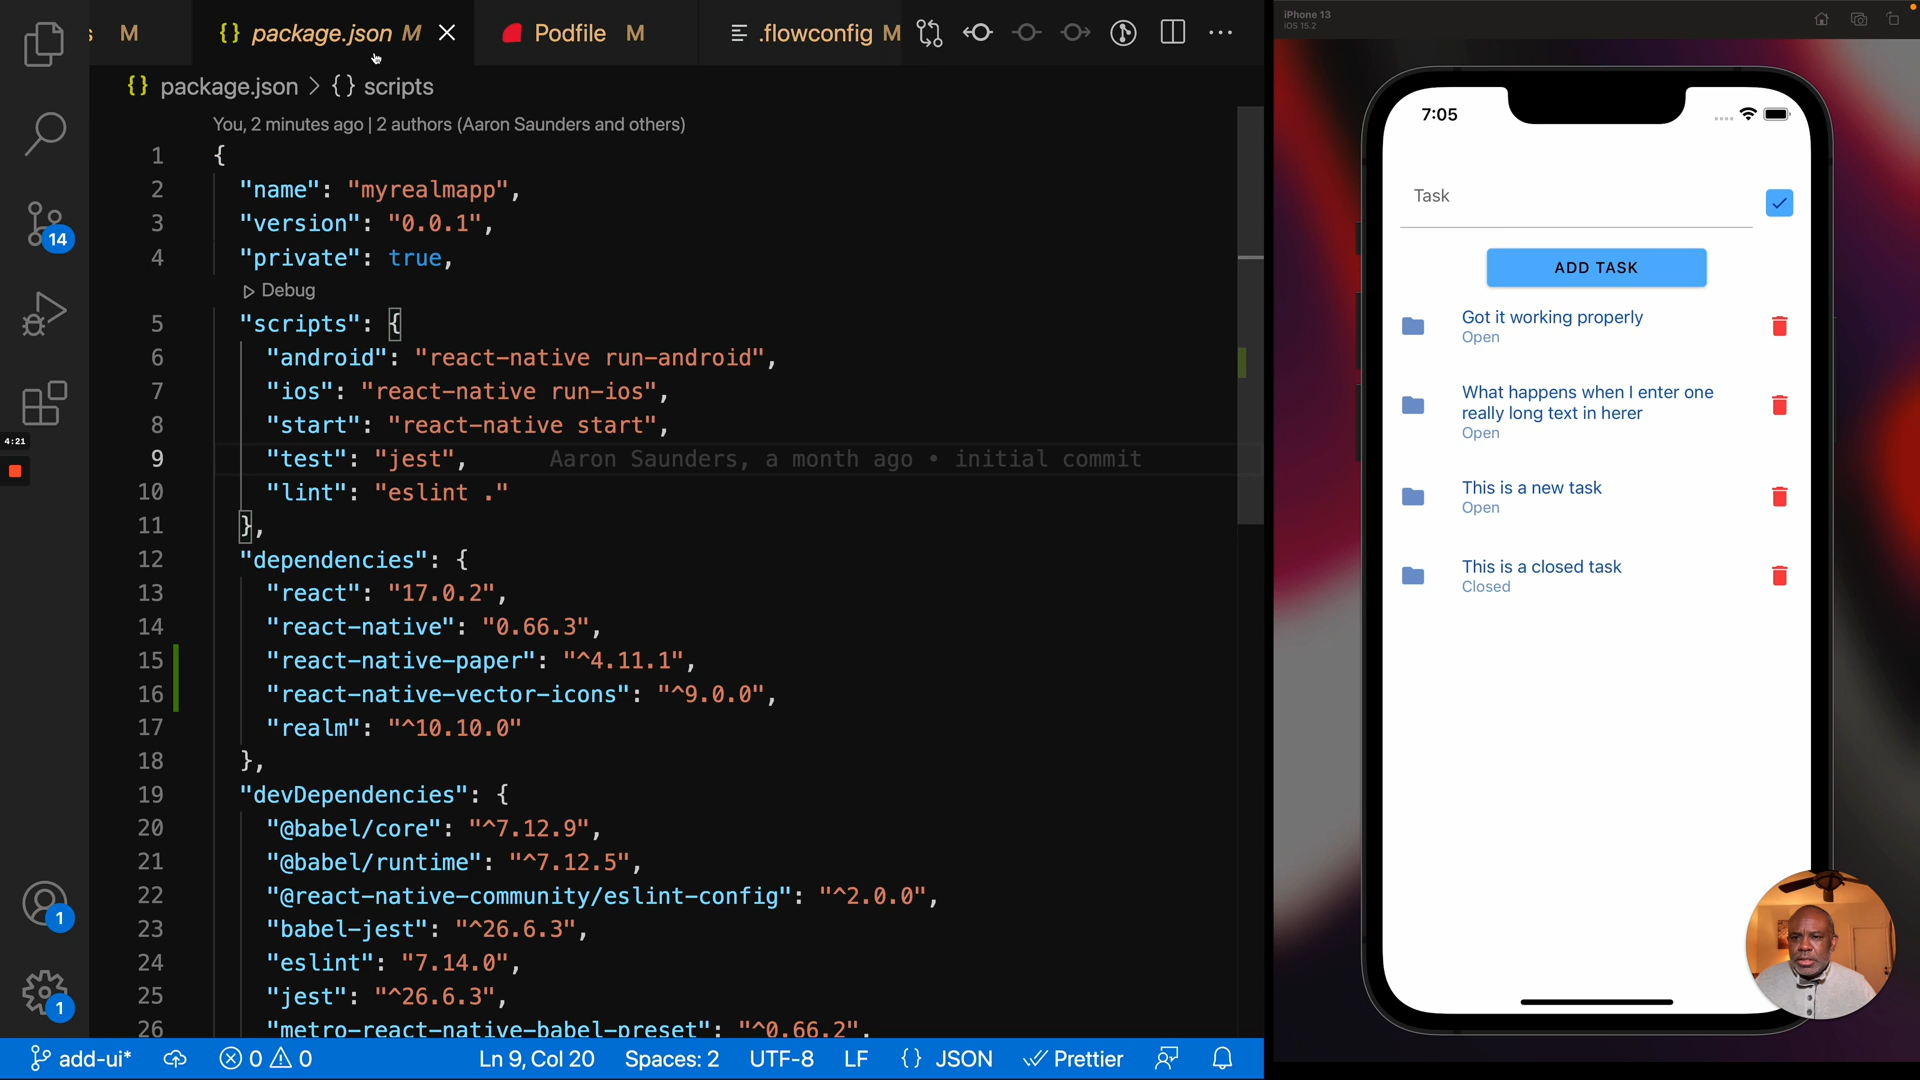 s M
{} package.json M
Podfile M
.flowconfig M
{} package.json > {} scripts
You, 2 minutes ago | 2 authors (Aaron Saunders and others)
1 {
2 "name": "myrealmapp",
3 "version": "0.0.1",
4 "private": true,
Debug
5 "scripts": {
6 "android": "react-native run-android",
7 "ios": "react-native run-ios",
8 "start": "react-native start",
9 "test": "jest", Aaron Saunders, a month ago • initial commit
10 "lint": "eslint ."
11 },
12 "dependencies": {
13 "react": "17.0.2",
14 "react-native": "0.66.3",
15 "react-native-paper": "^4.11.1",
16 "react-native-vector-icons": "^9.0.0",
17 "realm": "^10.10.0"
18 },
19 "devDependencies": {
20 "@babel/core": "^7.12.9",
21 "@babel/runtime": "^7.12.5",
22 "@react-native-community/eslint-config": "^2.0.0",
23 "babel-jest": "^26.6.3",
24 "eslint": "7.14.0",
25 "jest": "^26.6.3",
26 "metro-react-native-babel-preset": "^0.66.2",
14
4:21
1
1
add-ui* 0 0 Ln 9, Col 20 Spaces: 2 UTF-8 LF {} JSON Prettier
iPhone 13
iOS 15.2
7:05
Task
ADD TASK
Got it working properly
Open
What happens when I enter one
really long text in herer
Open
This is a new task
Open
This is a closed task
Closed